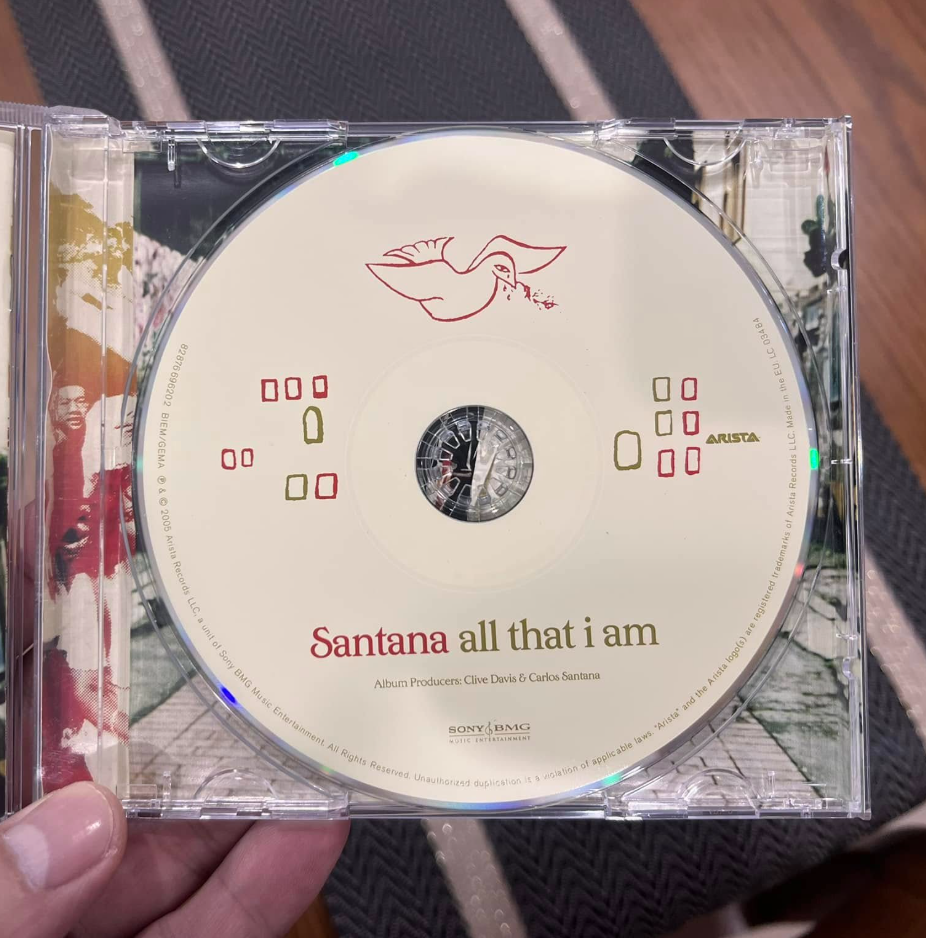 ARISTA
Santana all that i am
Album Producers: Clive Davis & Carlos Santana
SONY BMG
MUSIC ENTERTAINMENT
82876696202 BIEM/GEMA ℗ & © 2005 Arista Records LLC, a unit of Sony BMG Music Entertainment. All Rights Reserved. Unauthorized duplication is a violation of applicable laws. "Arista" and the Arista logo(s) are registered trademarks of Arista Records LLC. Made in the EU. LC 03484